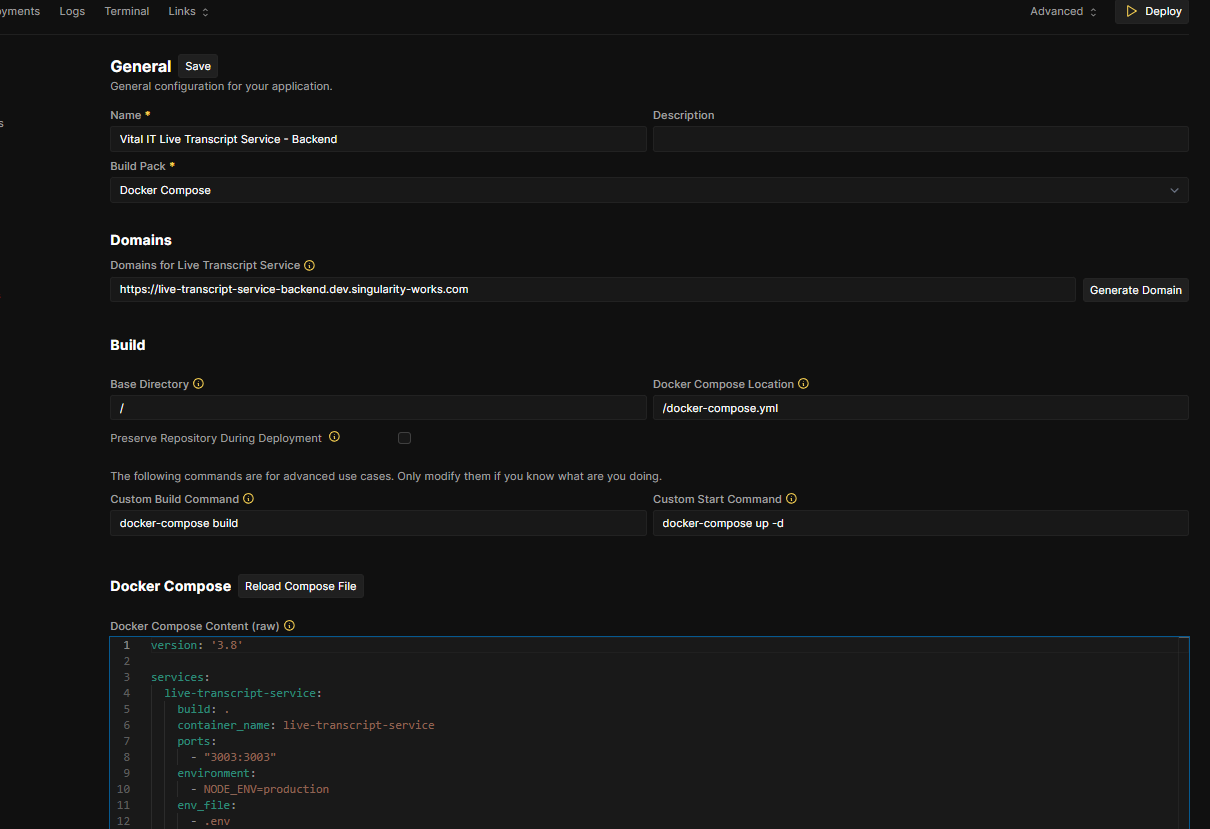 Logs Terminal Links Advanced Deploy
General Save
General configuration for your application.
Name * Description
Vital IT Live Transcript Service - Backend
Build Pack *
Docker Compose
Domains
Domains for Live Transcript Service
https://live-transcript-service-backend.dev.singularity-works.com Generate Domain
Build
Base Directory Docker Compose Location
/ /docker-compose.yml
Preserve Repository During Deployment
The following commands are for advanced use cases. Only modify them if you know what are you doing.
Custom Build Command Custom Start Command
docker-compose build docker-compose up -d
Docker Compose Reload Compose File
Docker Compose Content (raw)
1 version: '3.8'
2
3 services:
4 live-transcript-service:
5 build: .
6 container_name: live-transcript-service
7 ports:
8 - "3003:3003"
9 environment:
10 - NODE_ENV=production
11 env_file:
12 - .env